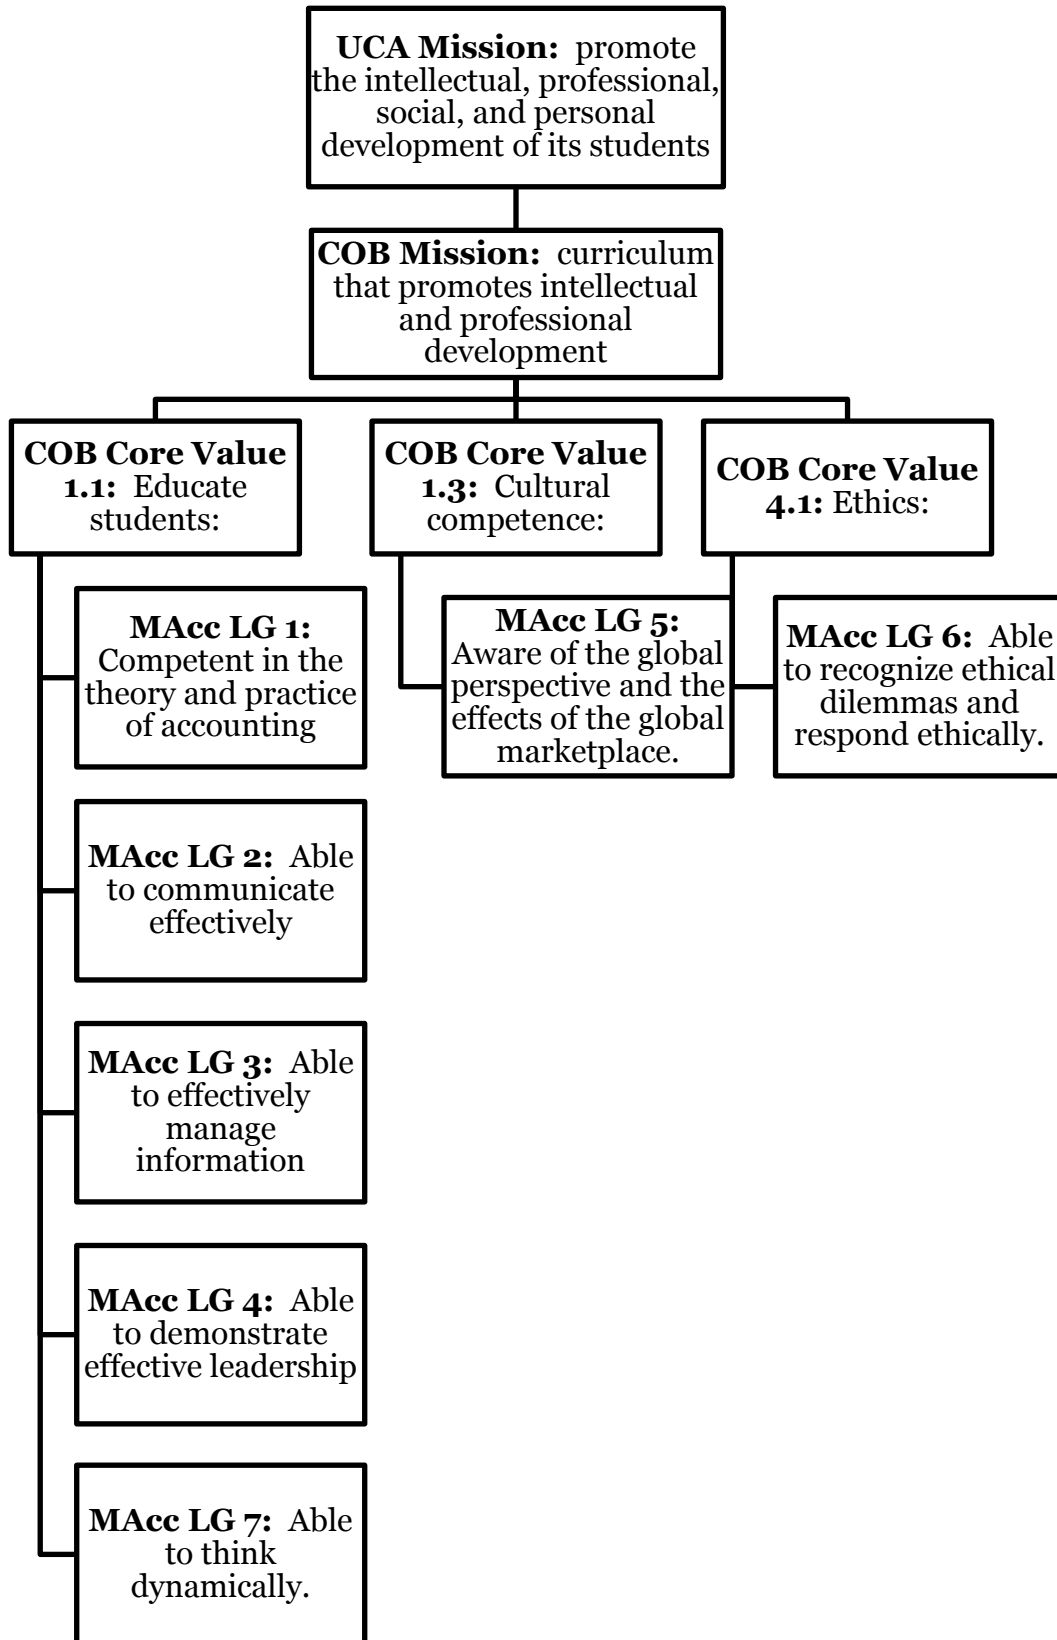 UCA Mission: promote
the intellectual, professional,
social, and personal
development of its students
COB Mission: curriculum
that promotes intellectual
and professional
development
COB Core Value
1.1: Educate
students:
MAcc LG 1:
Competent in the
theory and practice
of accounting
MAcc LG 2: Able
to communicate
effectively
MAcc LG 3: Able
to effectively
manage
information
MAcc LG 4: Able
to demonstrate
effective leadership
MAcc LG 7: Able
to think
dynamically.
COB Core Value
1.3: Cultural
competence:
MAcc LG 5:
Aware of the global
perspective and the
effects of the global
marketplace.
COB Core Value
4.1: Ethics:
MAcc LG 6: Able
to recognize ethical
dilemmas and
respond ethically.